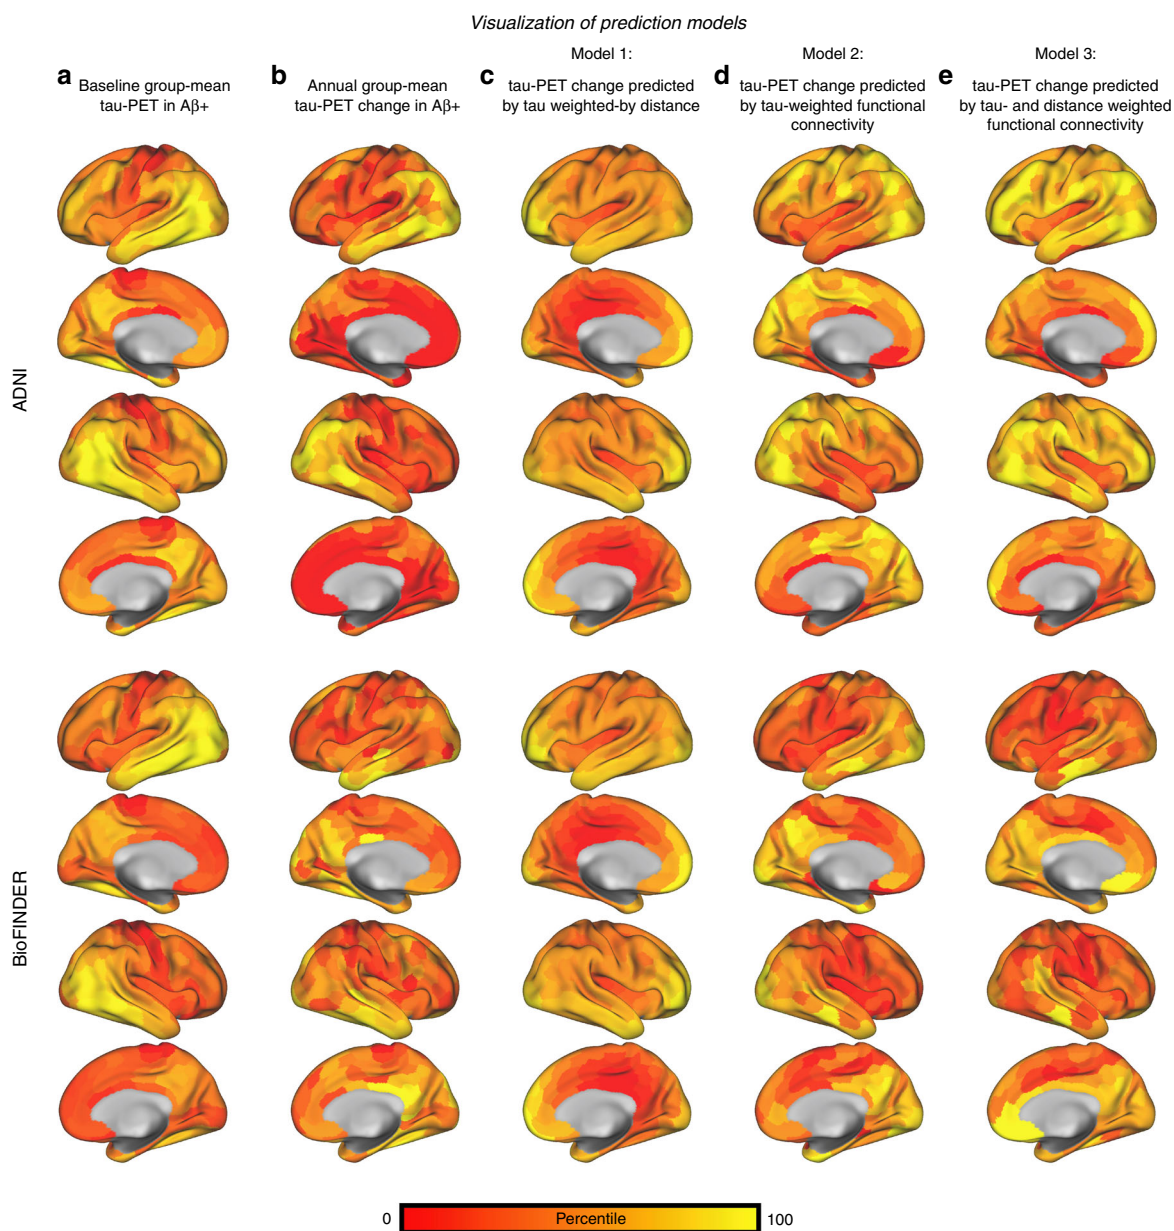 Visualization of prediction models
a Baseline group-mean
tau-PET in Aβ+
b Annual group-mean
tau-PET change in Aβ+
Model 1:
c tau-PET change predicted
by tau weighted-by distance
Model 2:
d tau-PET change predicted
by tau-weighted functional
connectivity
Model 3:
e tau-PET change predicted
by tau- and distance weighted
functional connectivity
ADNI
BioFINDER
0 Percentile 100